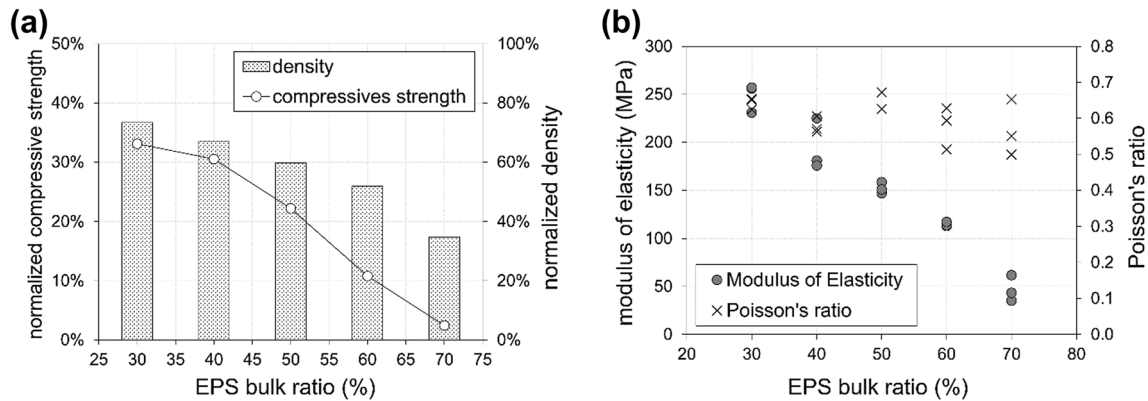 (a)
50%
40%
30%
20%
10%
0%
normalized compressive strength
density
compressives strength
100%
80%
60%
40%
20%
0%
normalized density
25 30 35 40 45 50 55 60 65 70 75
EPS bulk ratio (%)
(b)
300
250
200
150
100
50
0
modulus of elasticity (MPa)
Modulus of Elasticity
Poisson's ratio
0.8
0.7
0.6
0.5
0.4
0.3
0.2
0.1
0.0
Poisson's ratio
20 30 40 50 60 70 80
EPS bulk ratio (%)